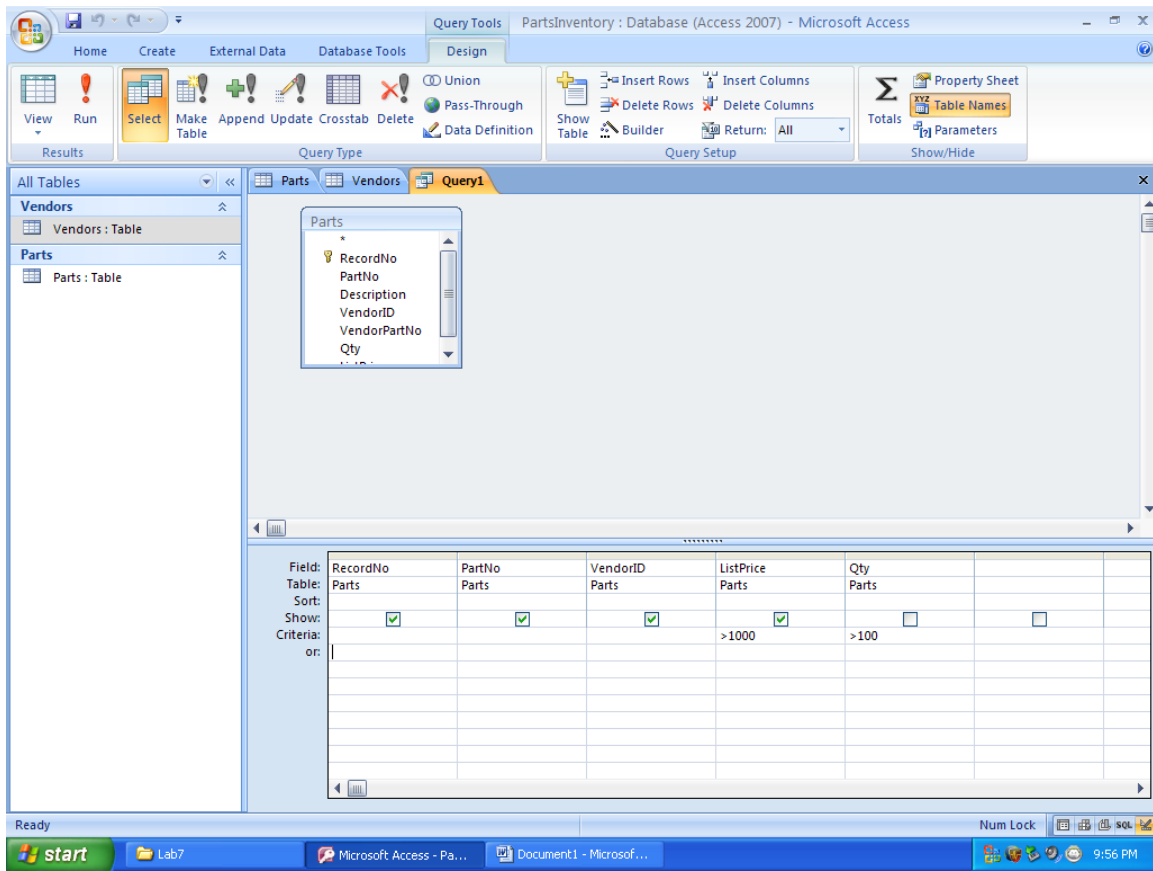 Query Tools PartsInventory : Database (Access 2007) - Microsoft Access
Home Create External Data Database Tools Design
View
Run
Select
Make Table
Append
Update
Crosstab
Delete
Union
Pass-Through
Data Definition
Show Table
Insert Rows
Delete Rows
Builder
Insert Columns
Delete Columns
Return: All
Totals
Property Sheet
Table Names
Parameters
Results Query Type Query Setup Show/Hide
All Tables
Vendors
Vendors : Table
Parts
Parts : Table
Parts Vendors Query1
Parts
*
RecordNo
PartNo
Description
VendorID
VendorPartNo
Qty
Field: RecordNo PartNo VendorID ListPrice Qty
Table: Parts Parts Parts Parts Parts
Sort:
Show:
Criteria: >1000 >100
or:
Ready Num Lock SQL
start Lab7 Microsoft Access - Pa... Document1 - Microsof... 9:56 PM